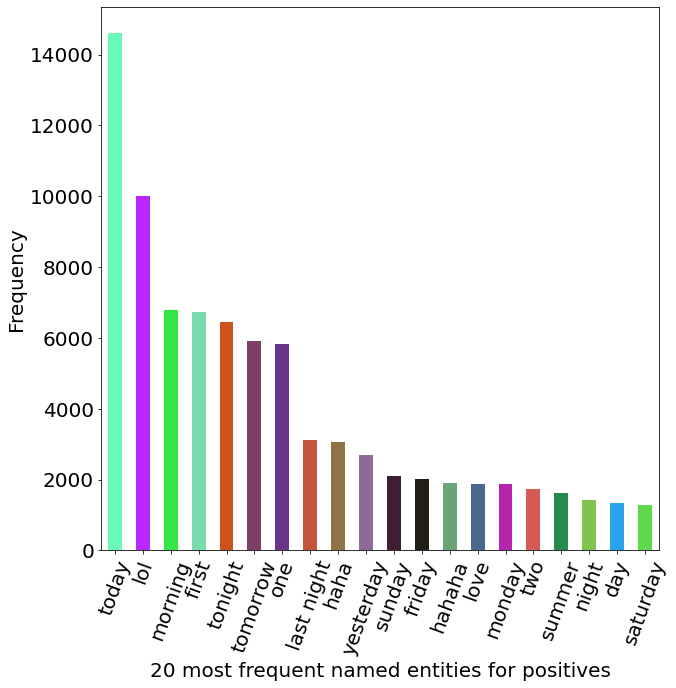 14000
12000
10000
8000
6000
4000
2000
0
Frequency
today
lol
morning
first
tonight
tomorrow
one
last night
haha
yesterday
sunday
friday
hahaha
love
monday
two
summer
night
day
saturday
20 most frequent named entities for positives